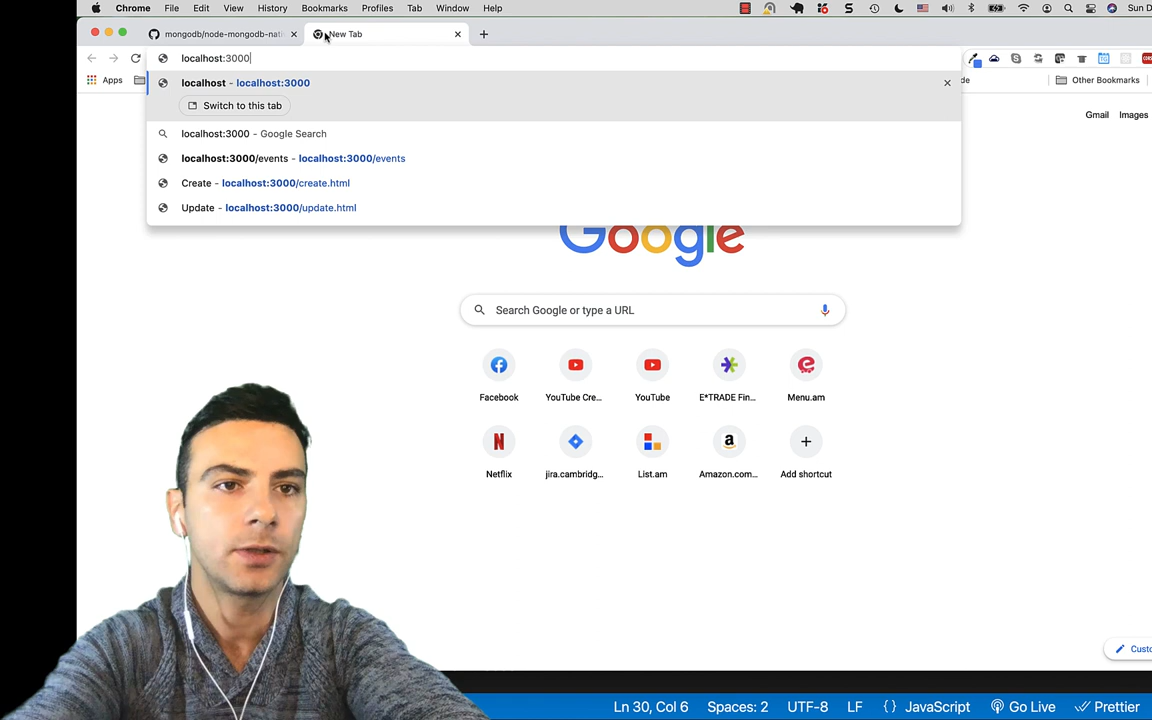 Chrome File Edit View History Bookmarks Profiles Tab Window Help Sun D
mongodb/node-mongodb-nati New Tab
localhost:3000
Apps Other Bookmarks
localhost - localhost:3000
Switch to this tab
localhost:3000 - Google Search
localhost:3000/events - localhost:3000/events
Create - localhost:3000/create.html
Update - localhost:3000/update.html
Gmail Images
Google
Search Google or type a URL
Facebook YouTube Cre... YouTube E*TRADE Fin... Menu.am
Netflix jira.cambridg... List.am Amazon.com... Add shortcut
Custo
Ln 30, Col 6 Spaces: 2 UTF-8 LF {} JavaScript Go Live Prettier